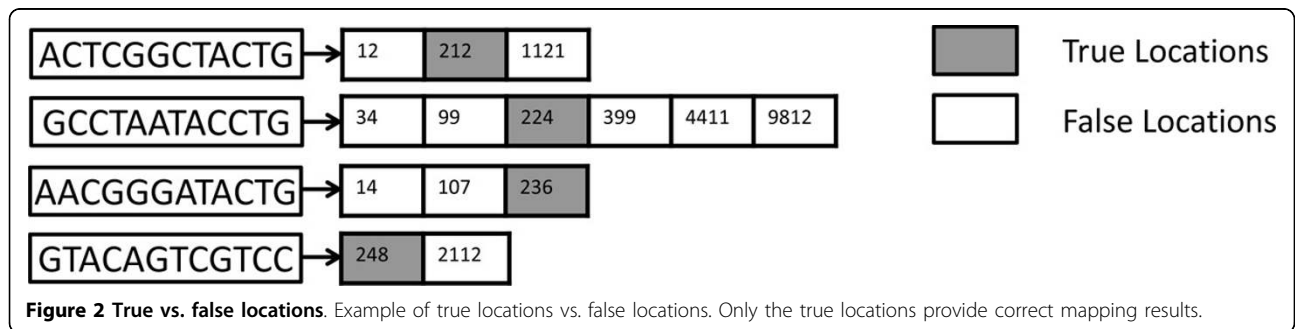 ACTCGGCTACTG 12 212 1121
GCCTAATACCTG 34 99 224 399 4411 9812
AACGGGATACTG 14 107 236
GTACAGTCGTCC 248 2112
True Locations
False Locations
Figure 2 True vs. false locations. Example of true locations vs. false locations. Only the true locations provide correct mapping results.